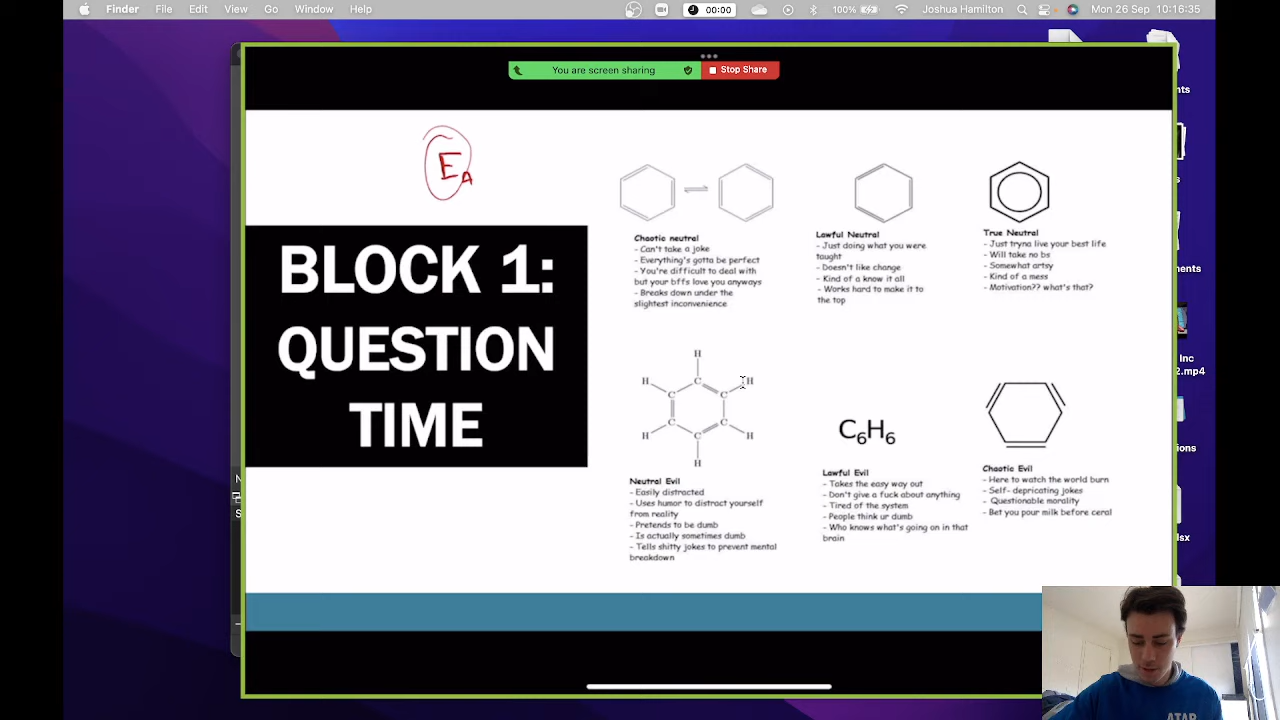 Finder File Edit View Go Window Help
00:00 100% Joshua Hamilton Mon 26 Sep 10:16:35
You are screen sharing
Stop Share
EA
BLOCK 1:
QUESTION
TIME
Chaotic neutral
- Can't take a joke
- Everything's gotta be perfect
- You're difficult to deal with
but your bffs love you anyways
- Breaks down under the
slightest inconvenience
Lawful Neutral
- Just doing what you were
taught
- Doesn't like change
- Kind of a know it all
- Works hard to make it to
the top
True Neutral
- Just tryna live your best life
- Will take no bs
- Somewhat artsy
- Kind of a mess
- Motivation?? what's that?
H
H C H
C C
C C
H C H
H
Neutral Evil
- Easily distracted
- Uses humor to distract yourself
from reality
- Pretends to be dumb
- Is actually sometimes dumb
- Tells shitty jokes to prevent mental
breakdown
C6H6
Lawful Evil
- Takes the easy way out
- Don't give a fuck about anything
- Tired of the system
- People think ur dumb
- Who knows what's going on in that
brain
Chaotic Evil
- Here to watch the world burn
- Self- depricating jokes
- Questionable morality
- Bet you pour milk before ceral
ATAR